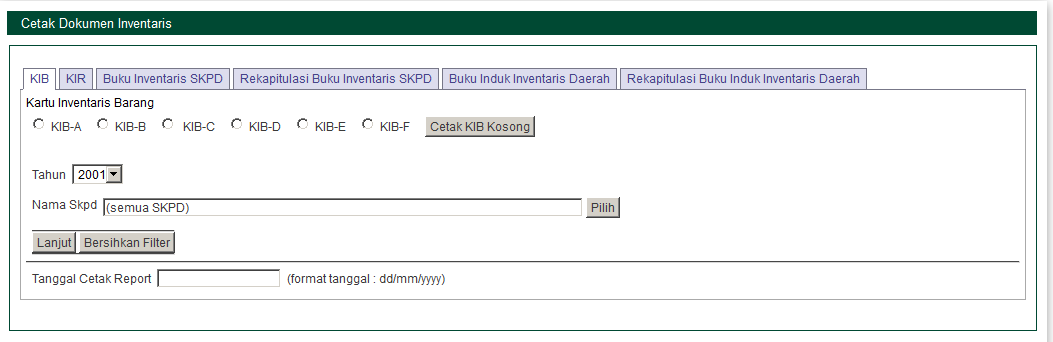 Cetak Dokumen Inventaris
KIB KIR Buku Inventaris SKPD Rekapitulasi Buku Inventaris SKPD Buku Induk Inventaris Daerah Rekapitulasi Buku Induk Inventaris Daerah
Kartu Inventaris Barang
KIB-A KIB-B KIB-C KIB-D KIB-E KIB-F Cetak KIB Kosong
Tahun 2001
Nama Skpd (semua SKPD) Pilih
Lanjut Bersihkan Filter
Tanggal Cetak Report (format tanggal : dd/mm/yyyy)